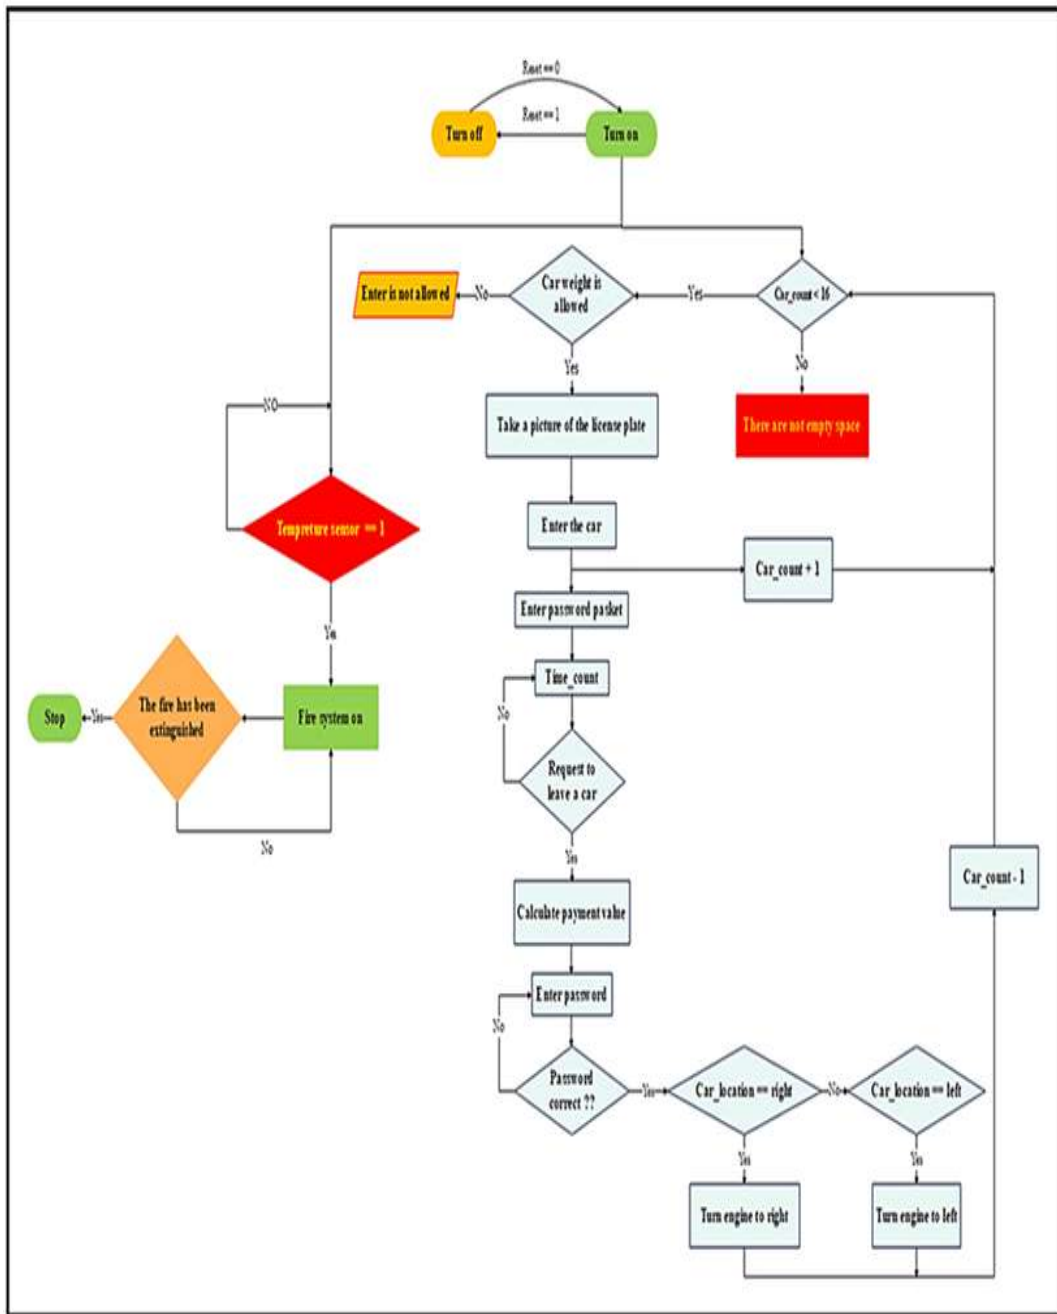 Reset == 0
Reset == 1
Turn off
Turn on
Enter is not allowed
No
Car weight is
allowed
Yes
Car_count < 16
Yes
No
NO
Take a picture of the license plate
There are not empty space
Tempreture sensor == 1
Enter the car
Car_count + 1
Enter password pasket
Yes
Time_count
Stop
Yes
The fire has been
extinguished
Fire system on
No
Request to
leave a car
No
Yes
Car_count - 1
Calculate payment value
Enter password
No
Password
correct ??
Yes
Car_location == right
No
Car_location == left
Yes
Yes
Turn engine to right
Turn engine to left